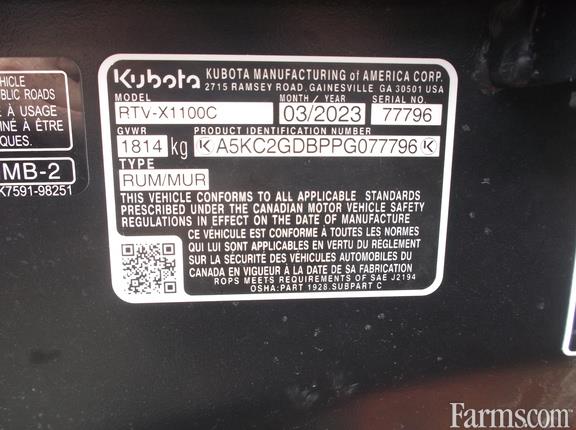 HICLE
BLIC ROADS
À USAGE
INÉ À ÊTRE
QUES.
MB-2
K7591-98251
Kubota KUBOTA MANUFACTURING of AMERICA CORP.
2715 RAMSEY ROAD, GAINESVILLE GA 30501 USA
MODEL MONTH / YEAR SERIAL NO.
RTV-X1100C 03/2023 77796
GVWR PRODUCT IDENTIFICATION NUMBER
1814 kg K A5KC2GDBPPG077796 K
TYPE
RUM/MUR
THIS VEHICLE CONFORMS TO ALL APPLICABLE STANDARDS
PRESCRIBED UNDER THE CANADIAN MOTOR VEHICLE SAFETY
REGULATIONS IN EFFECT ON THE DATE OF MANUFACTURE
CE VÉHICULE EST CONFORME À TOUTES LES NORMES
QUI LUI SONT APPLICABLES EN VERTU DU RÈGLEMENT
SUR LA SÉCURITÉ DES VÉHICULES AUTOMOBILES DU
CANADA EN VIGUEUR À LA DATE DE SA FABRICATION
ROPS MEETS REQUIREMENTS OF SAE J2194
OSHA:PART 1928.SUBPART C
Farms.com